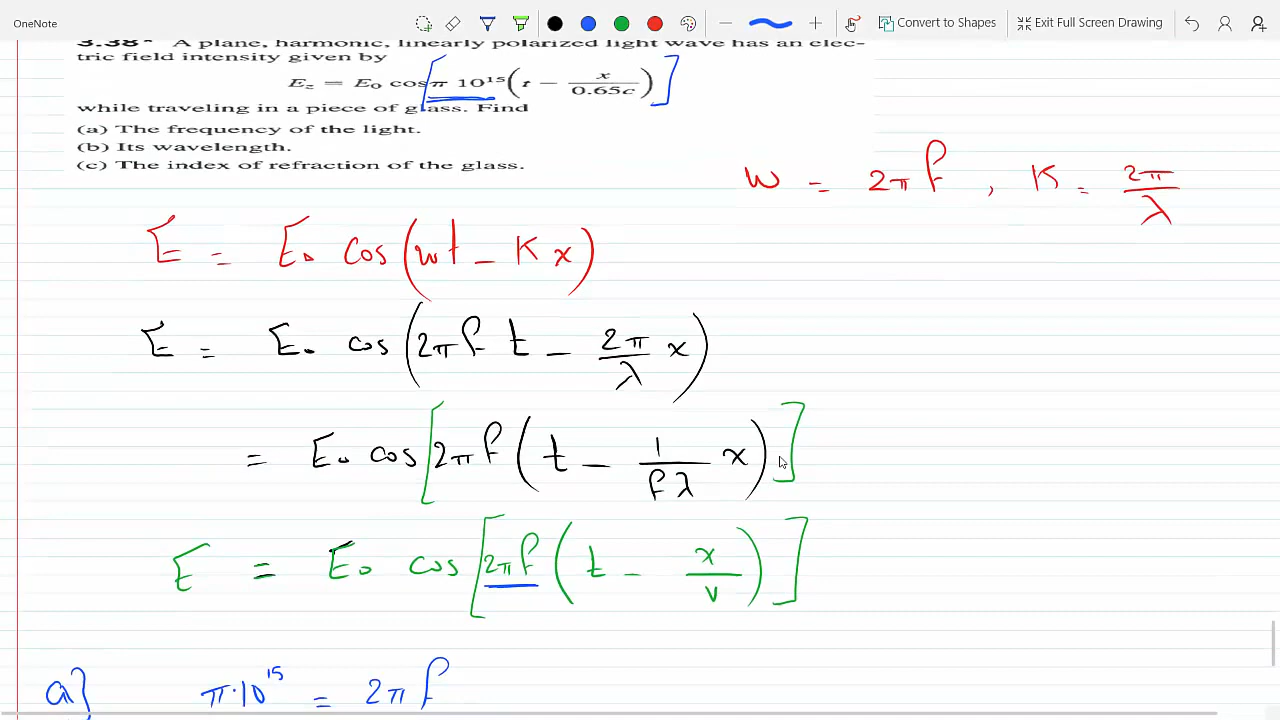 OneNote
Convert to Shapes
Exit Full Screen Drawing
3.38* A plane, harmonic, linearly polarized light wave has an elec-
tric field intensity given by
E_z = E_0 cos π 10^15 (t − x/0.65c)
while traveling in a piece of glass. Find
(a) The frequency of the light.
(b) Its wavelength.
(c) The index of refraction of the glass.
w = 2π f , K = 2π/λ
E = E₀ cos(wt − Kx)
E = E₀ cos(2πf t − 2π/λ x)
= E₀ cos[2πf(t − 1/fλ x)]
E = E₀ cos[2πf(t − x/v)]
a} π·10^15 = 2π f